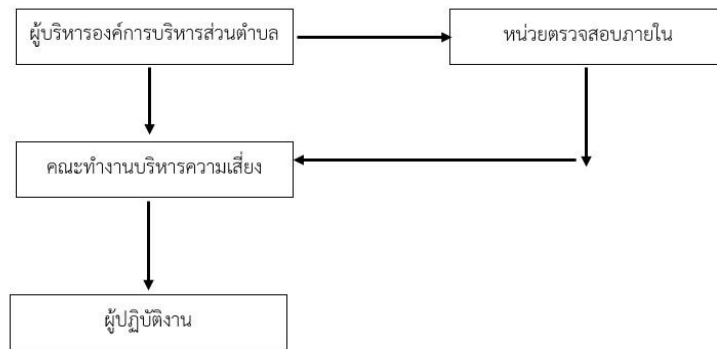 ผู้บริหารองค์การบริหารส่วนตำบล
หน่วยตรวจสอบภายใน
คณะทำงานบริหารความเสี่ยง
ผู้ปฏิบัติงาน